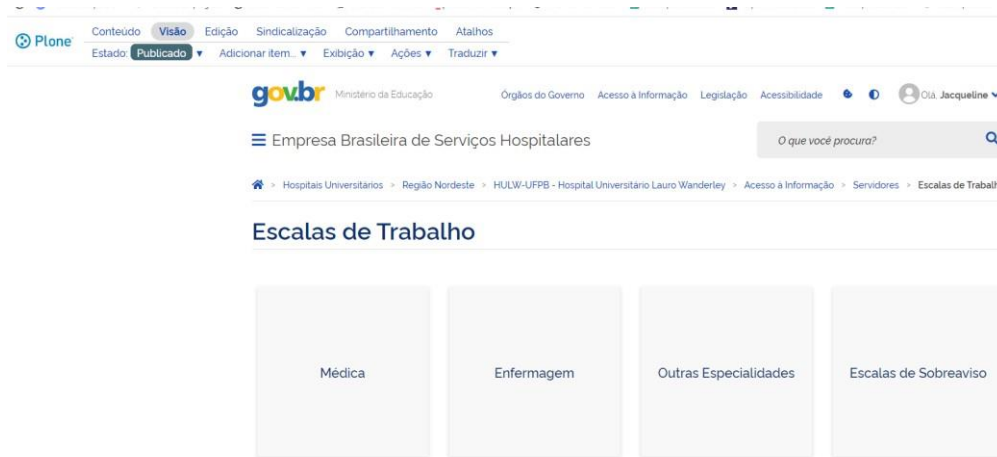 Plone
Conteúdo Visão Edição Sindicalização Compartilhamento Atalhos
Estado: Publicado ▼ Adicionar item... ▼ Exibição ▼ Ações ▼ Traduzir ▼
gov.br Ministério da Educação Órgãos do Governo Acesso à Informação Legislação Acessibilidade Olá, Jacqueline
Empresa Brasileira de Serviços Hospitalares O que você procura?
> Hospitais Universitários > Região Nordeste > HULW-UFPB - Hospital Universitário Lauro Wanderley > Acesso à Informação > Servidores > Escalas de
Escalas de Trabalho
Médica Enfermagem Outras Especialidades Escalas de Sobreaviso